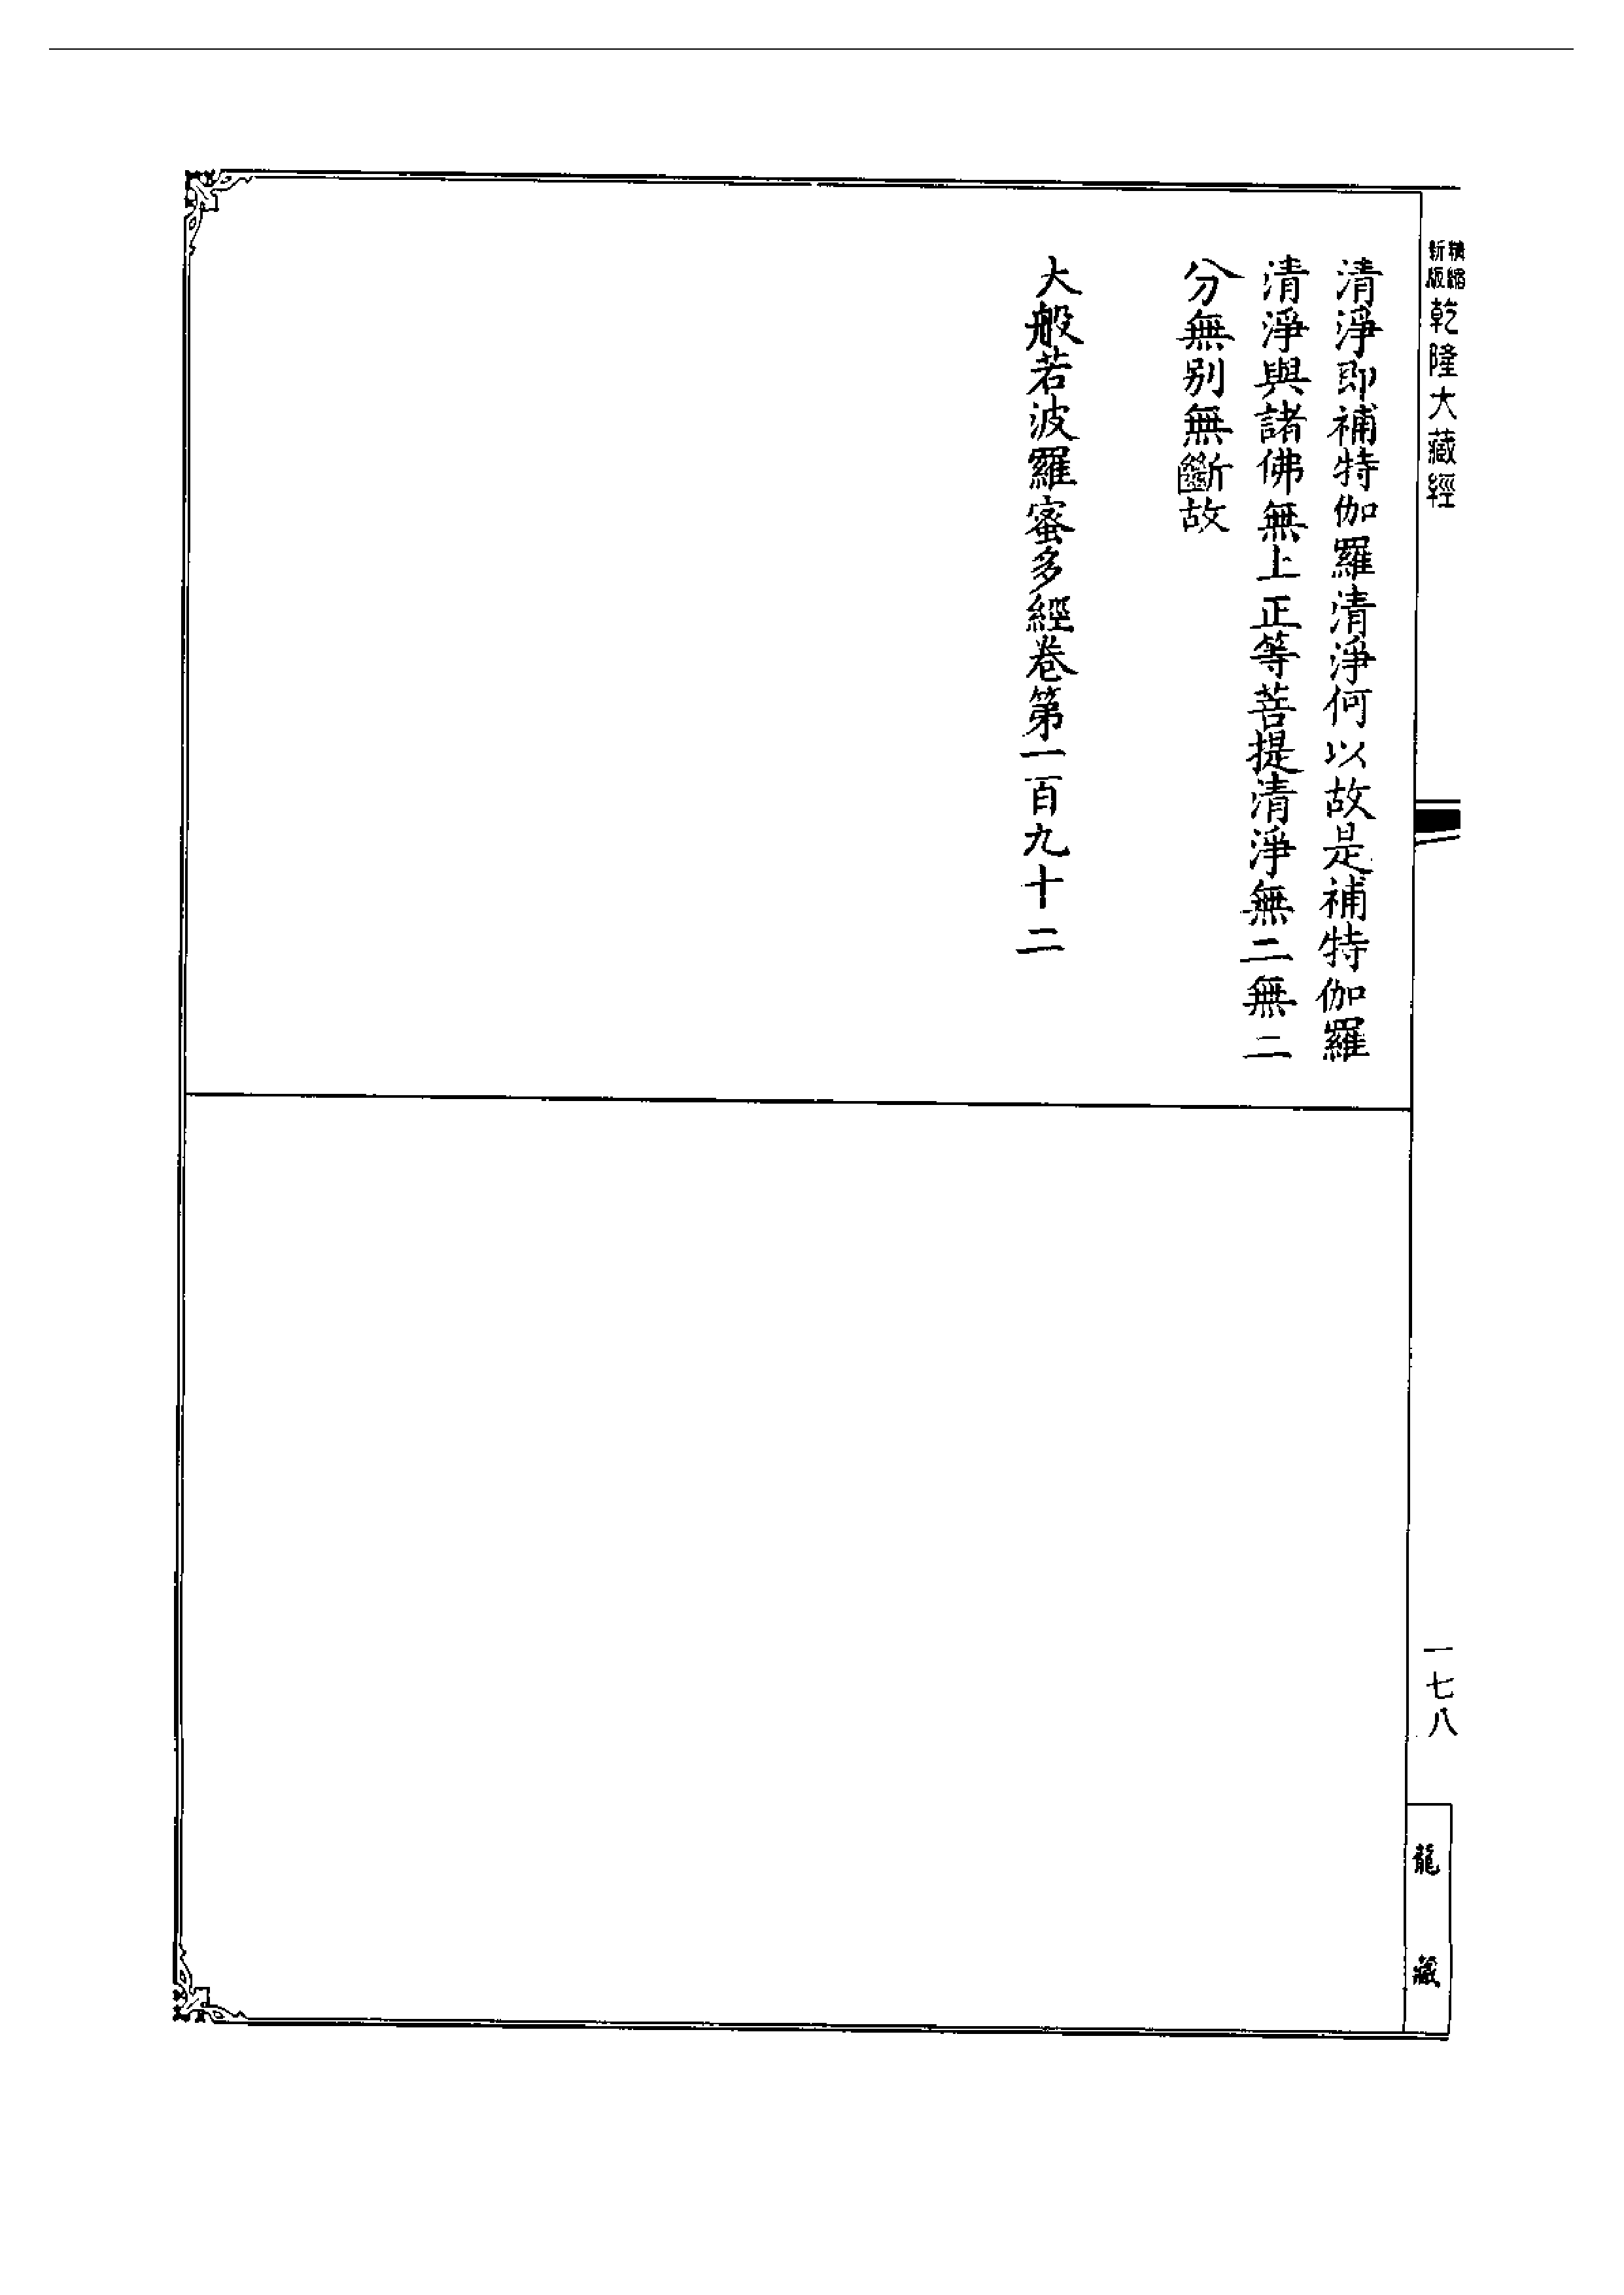 精縮新版 乾隆大藏經
清淨即補特伽羅清淨何以故是補特伽羅
清淨與諸佛無上正等菩提清淨無二無二
分無別無斷故
大般若波羅蜜多經卷第一百九十二
一七八
龍藏